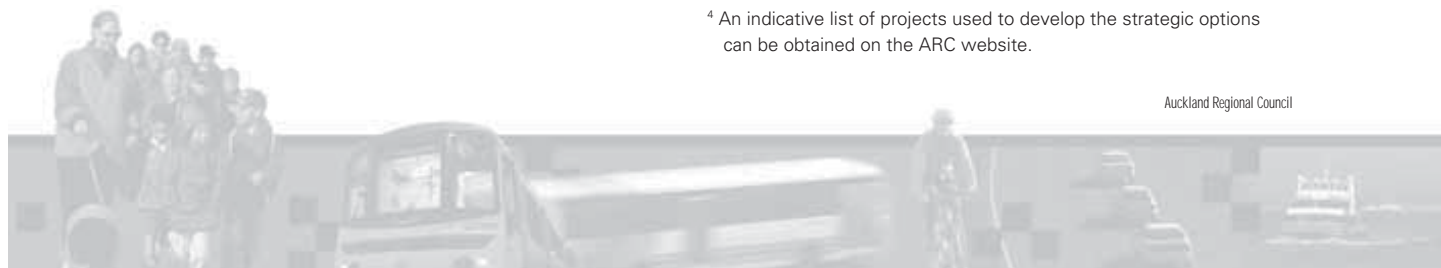 ⁴ An indicative list of projects used to develop the strategic options
can be obtained on the ARC website.
Auckland Regional Council